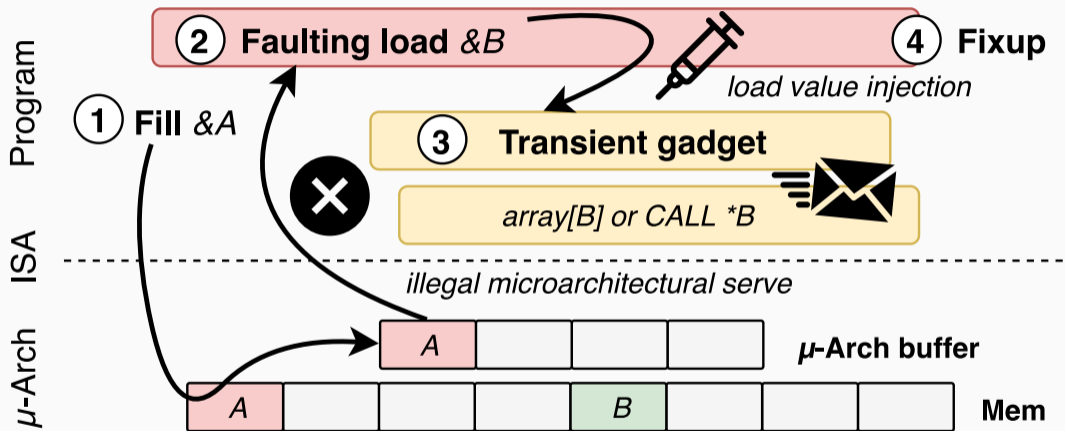 Program
ISA
μ-Arch
2 Faulting load &B
4 Fixup
load value injection
1 Fill &A
3 Transient gadget
array[B] or CALL *B
illegal microarchitectural serve
A
μ-Arch buffer
A
B
Mem